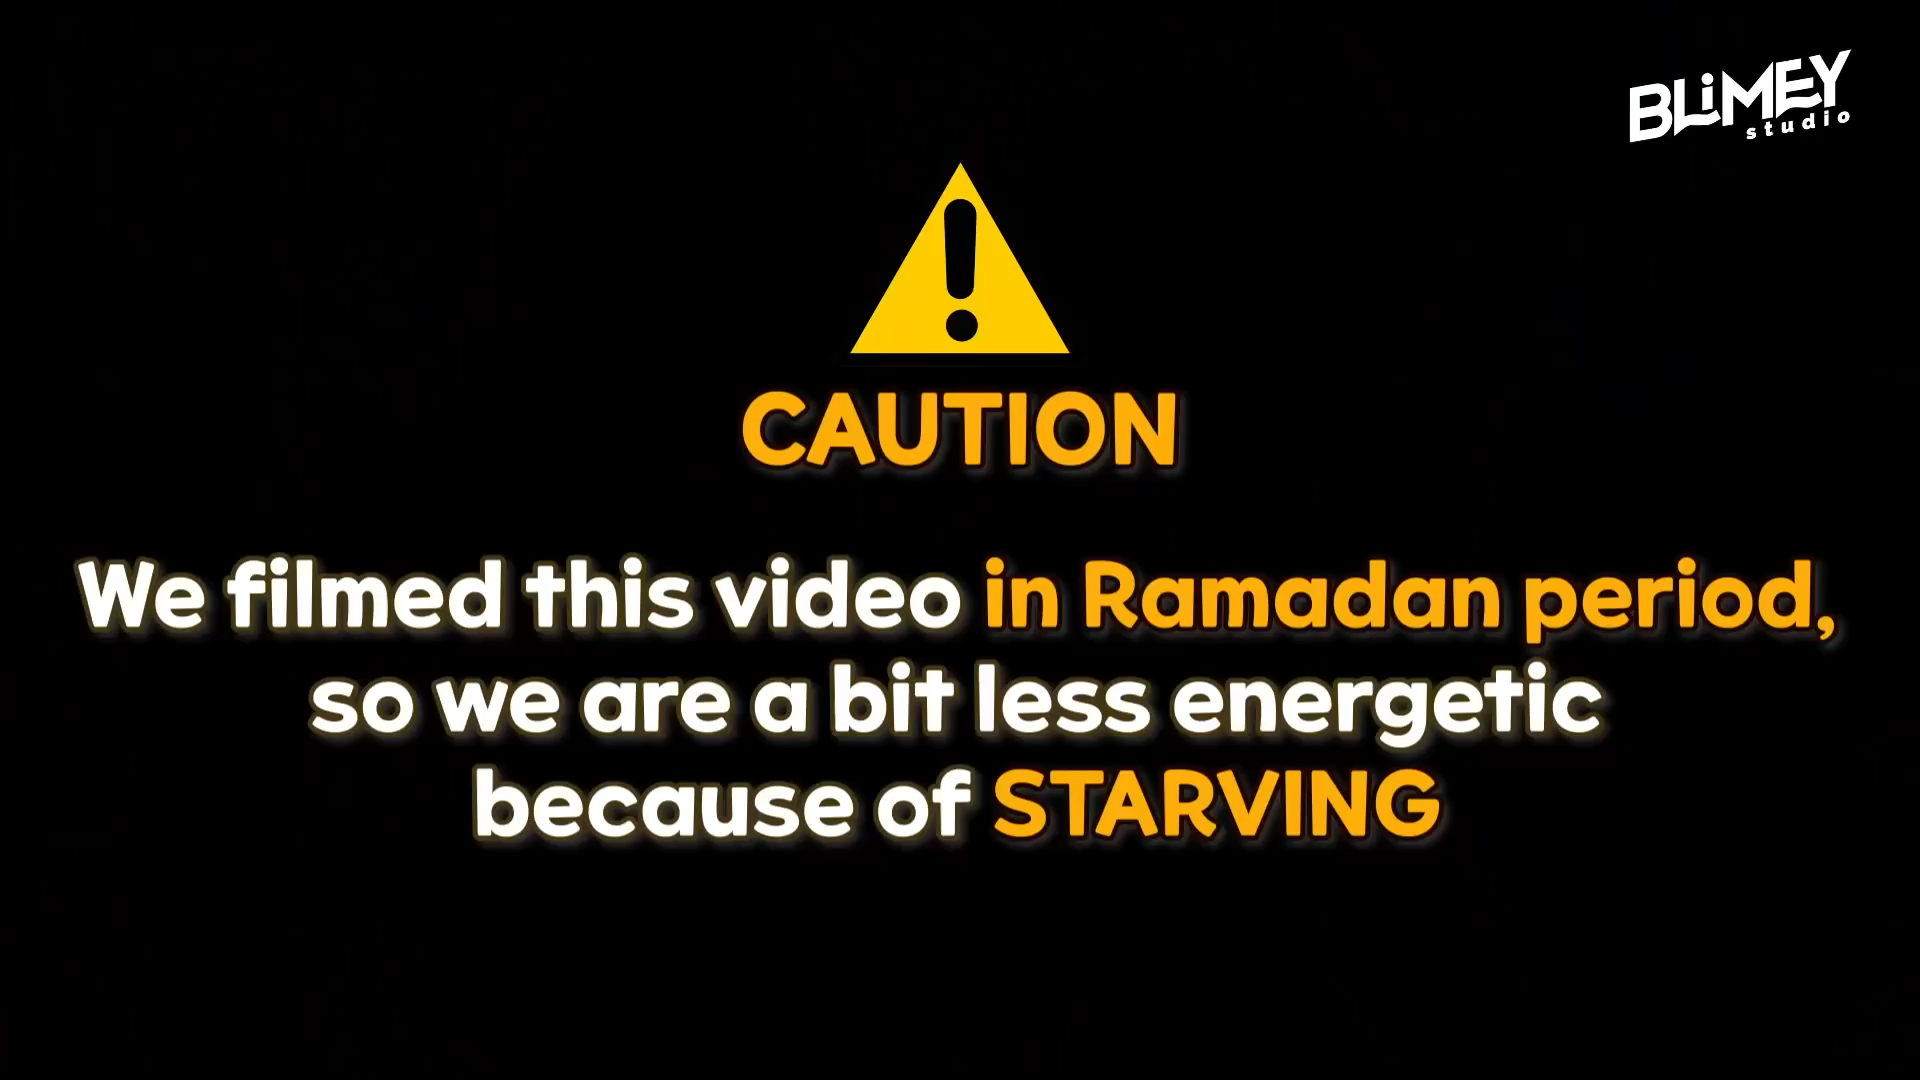 BLiMEY
studio
CAUTION
We filmed this video in Ramadan period,
so we are a bit less energetic
because of STARVING